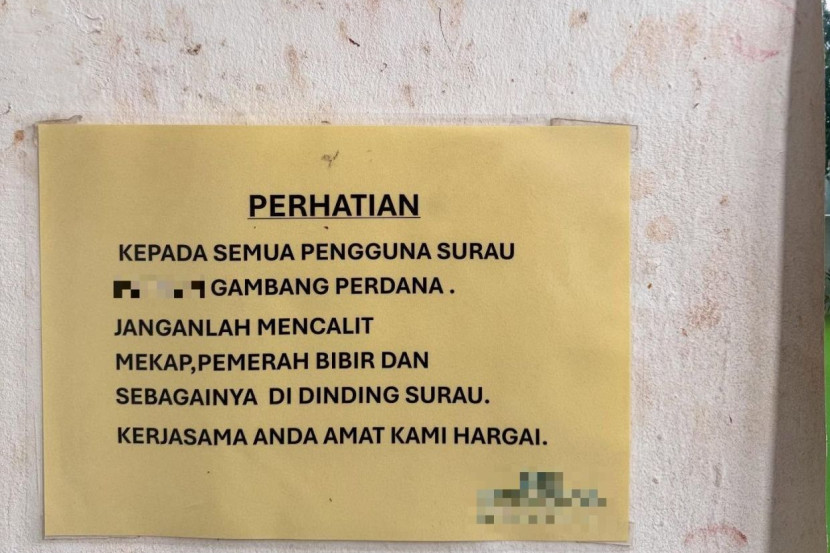 PERHATIAN
KEPADA SEMUA PENGGUNA SURAU
GAMBANG PERDANA .
JANGANLAH MENCALIT
MEKAP,PEMERAH BIBIR DAN
SEBAGAINYA DI DINDING SURAU.
KERJASAMA ANDA AMAT KAMI HARGAI.